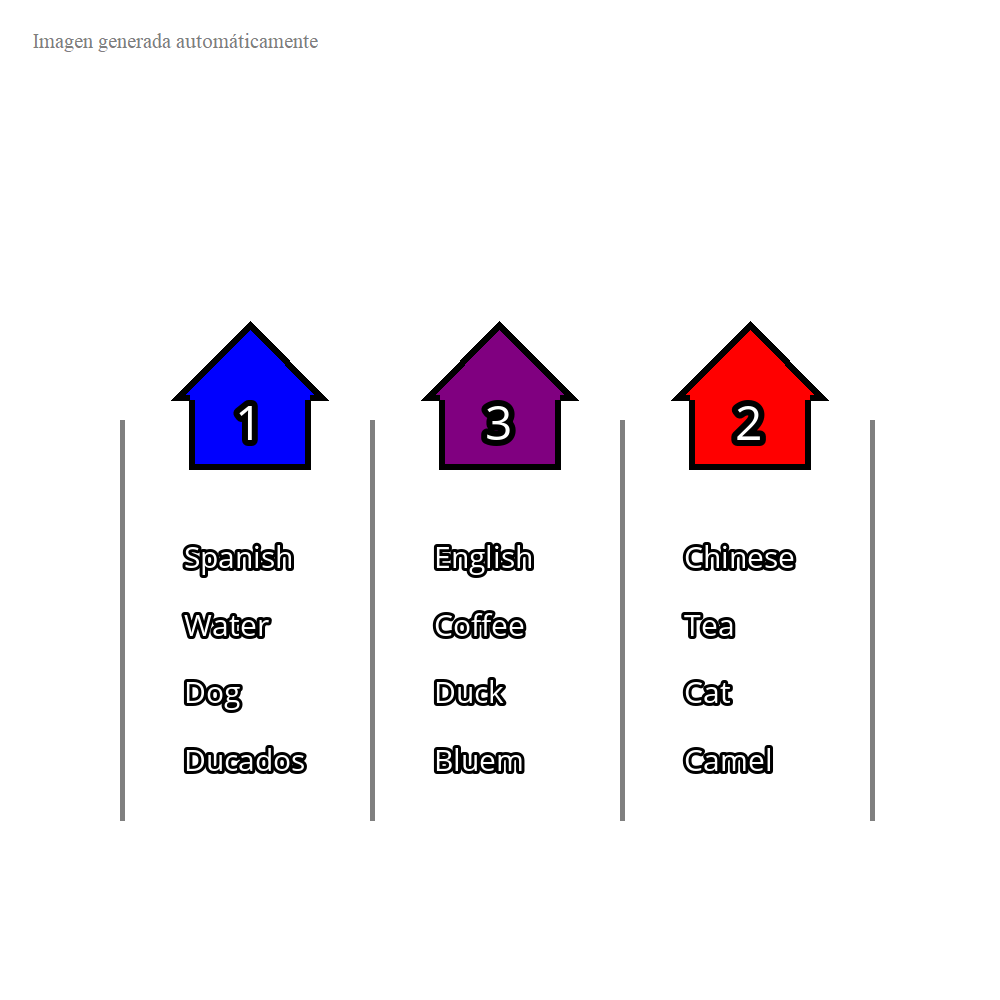 Imagen generada automáticamente
1 3 2
Spanish English Chinese
Water Coffee Tea
Dog Duck Cat
Ducados Bluem Camel